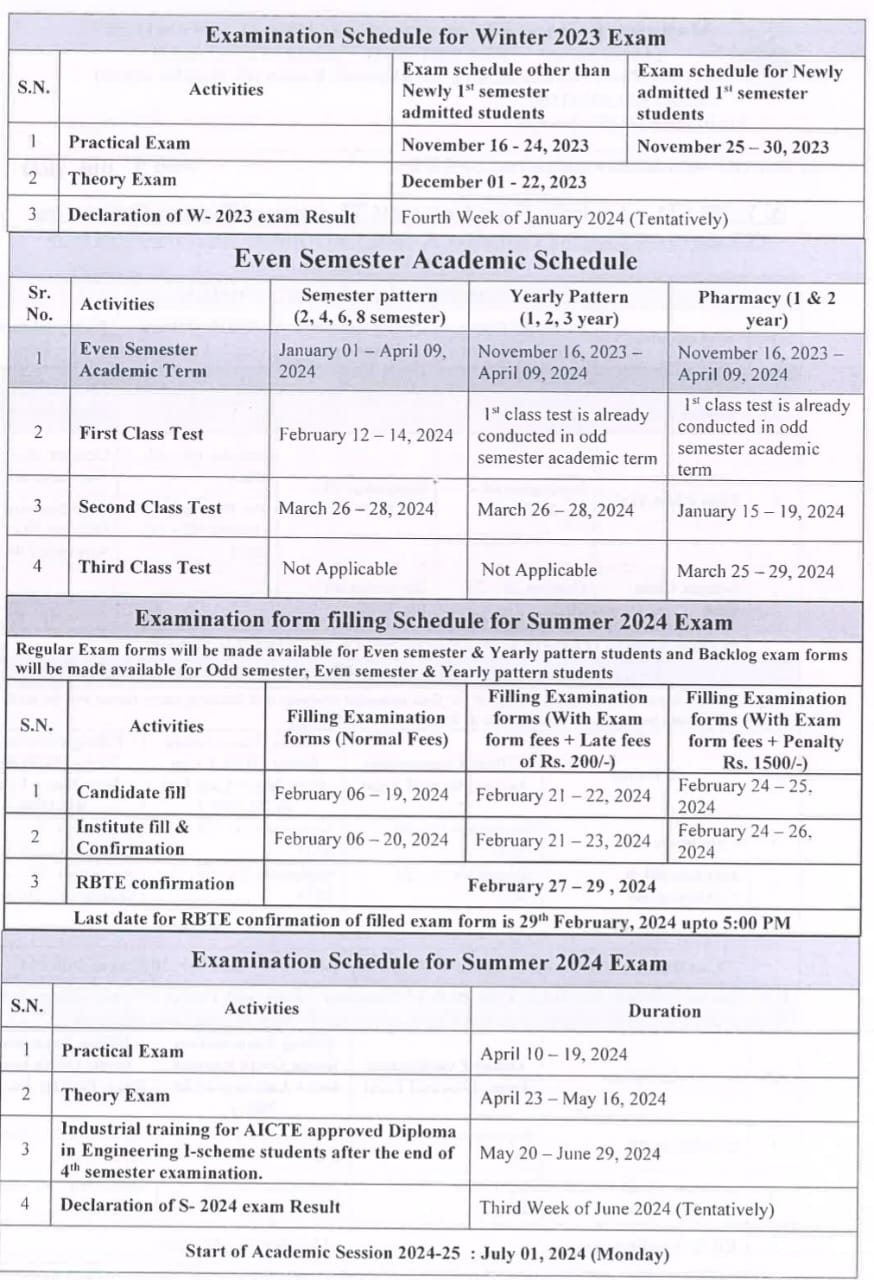 Examination Schedule for Winter 2023 Exam
S.N.
Activities
Exam schedule other than
Newly 1st semester
admitted students
Exam schedule for Newly
admitted 1st semester
students
1
Practical Exam
November 16 - 24, 2023
November 25 – 30, 2023
2
Theory Exam
December 01 - 22, 2023
3
Declaration of W- 2023 exam Result
Fourth Week of January 2024 (Tentatively)
Even Semester Academic Schedule
Sr.
No.
Activities
Semester pattern
(2, 4, 6, 8 semester)
Yearly Pattern
(1, 2, 3 year)
Pharmacy (1 & 2
year)
1
Even Semester
Academic Term
January 01 – April 09,
2024
November 16, 2023 –
April 09, 2024
November 16, 2023 –
April 09, 2024
2
First Class Test
February 12 – 14, 2024
1st class test is already
conducted in odd
semester academic term
1st class test is already
conducted in odd
semester academic
term
3
Second Class Test
March 26 – 28, 2024
March 26 – 28, 2024
January 15 – 19, 2024
4
Third Class Test
Not Applicable
Not Applicable
March 25 – 29, 2024
Examination form filling Schedule for Summer 2024 Exam
Regular Exam forms will be made available for Even semester & Yearly pattern students and Backlog exam forms
will be made available for Odd semester, Even semester & Yearly pattern students
S.N.
Activities
Filling Examination
forms (Normal Fees)
Filling Examination
forms (With Exam
form fees + Late fees
of Rs. 200/-)
Filling Examination
forms (With Exam
form fees + Penalty
Rs. 1500/-)
1
Candidate fill
February 06 – 19, 2024
February 21 – 22, 2024
February 24 – 25,
2024
2
Institute fill &
Confirmation
February 06 – 20, 2024
February 21 – 23, 2024
February 24 – 26,
2024
3
RBTE confirmation
February 27 – 29 , 2024
Last date for RBTE confirmation of filled exam form is 29th February, 2024 upto 5:00 PM
Examination Schedule for Summer 2024 Exam
S.N.
Activities
Duration
1
Practical Exam
April 10 – 19, 2024
2
Theory Exam
April 23 – May 16, 2024
3
Industrial training for AICTE approved Diploma
in Engineering I-scheme students after the end of
4th semester examination.
May 20 – June 29, 2024
4
Declaration of S- 2024 exam Result
Third Week of June 2024 (Tentatively)
Start of Academic Session 2024-25 : July 01, 2024 (Monday)